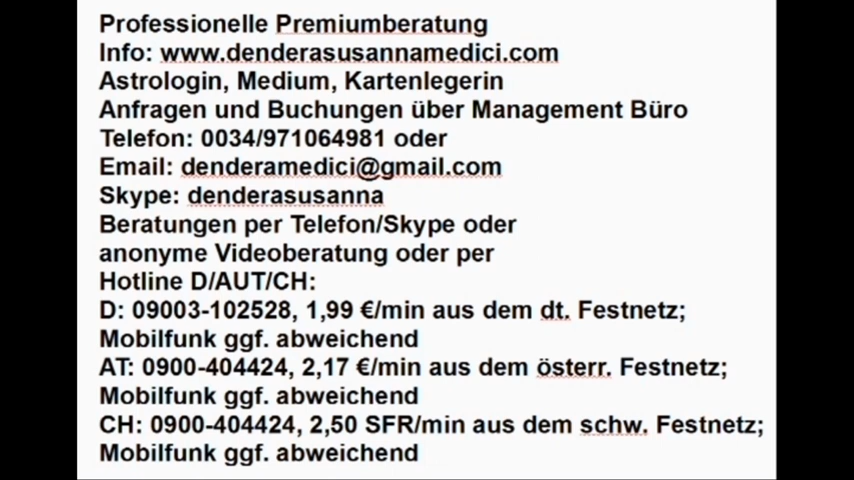 Professionelle Premiumberatung
Info: www.denderasusannamedici.com
Astrologin, Medium, Kartenlegerin
Anfragen und Buchungen über Management Büro
Telefon: 0034/971064981 oder
Email: denderamedici@gmail.com
Skype: denderasusanna
Beratungen per Telefon/Skype oder
anonyme Videoberatung oder per
Hotline D/AUT/CH:
D: 09003-102528, 1,99 €/min aus dem dt. Festnetz;
Mobilfunk ggf. abweichend
AT: 0900-404424, 2,17 €/min aus dem österr. Festnetz;
Mobilfunk ggf. abweichend
CH: 0900-404424, 2,50 SFR/min aus dem schw. Festnetz;
Mobilfunk ggf. abweichend